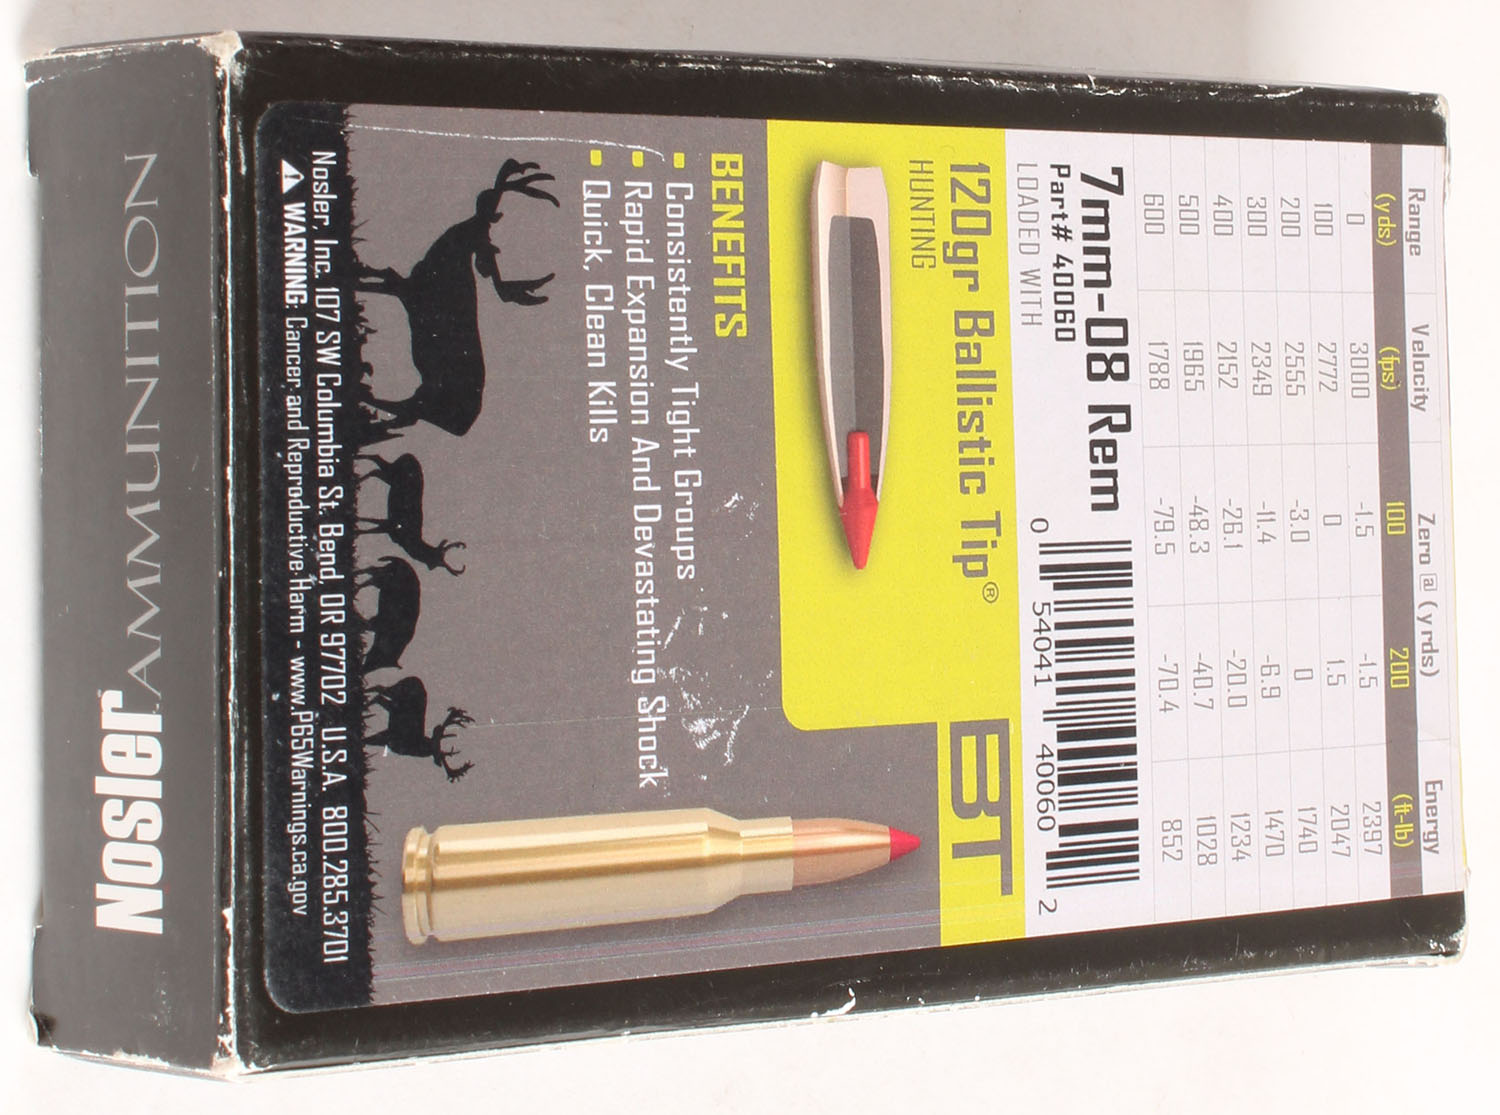 Range Velocity Zero @ (yrds) Energy
(yds) (fps) 100 200 (ft-lb)
0 3000 -1.5 -1.5 2397
100 2772 0 1.5 2047
200 2555 -3.0 0 1740
300 2349 -11.4 -6.9 1470
400 2152 -26.1 -20.0 1234
500 1965 -48.3 -40.7 1028
600 1788 -79.5 -70.4 852
7mm-08 Rem
Part# 40060
LOADED WITH
0 54041 40060 2
120gr Ballistic Tip®
HUNTING
BT
BENEFITS
▪ Consistently Tight Groups
▪ Rapid Expansion And Devastating Shock
▪ Quick, Clean Kills
Nosler, Inc. 107 SW Columbia St. Bend, OR 97702 U.S.A. 800.285.3701
⚠ WARNING: Cancer and Reproductive Harm - www.P65Warnings.ca.gov
Nosler AMMUNITION